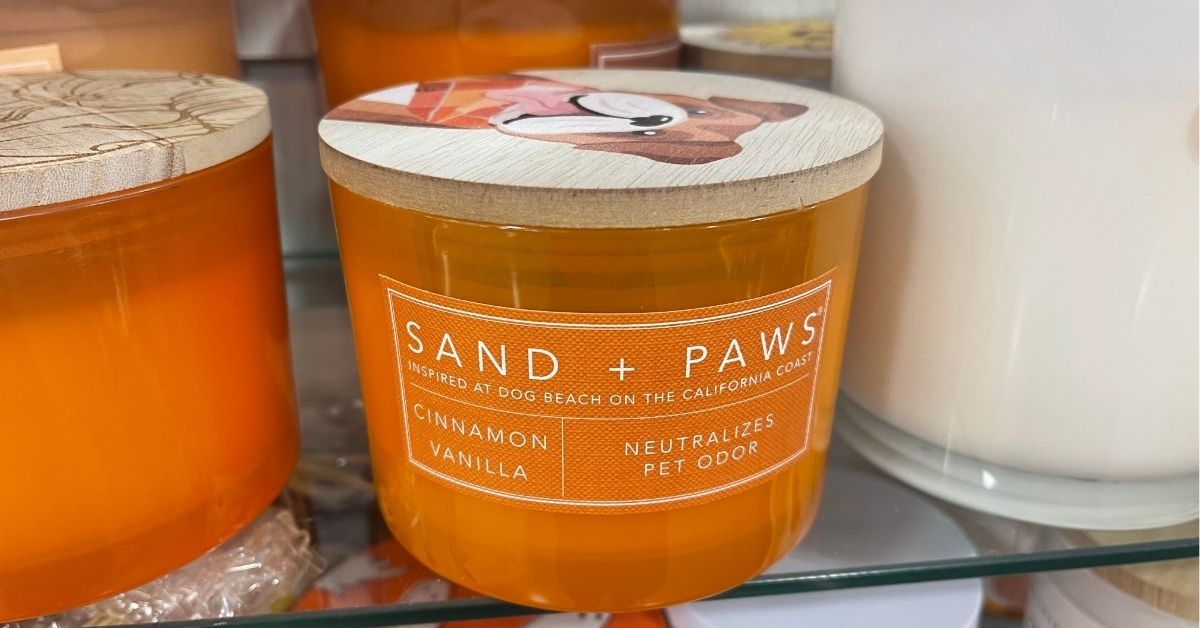 SAND + PAWS®
INSPIRED AT DOG BEACH ON THE CALIFORNIA COAST
CINNAMON
VANILLA
NEUTRALIZES
PET ODOR